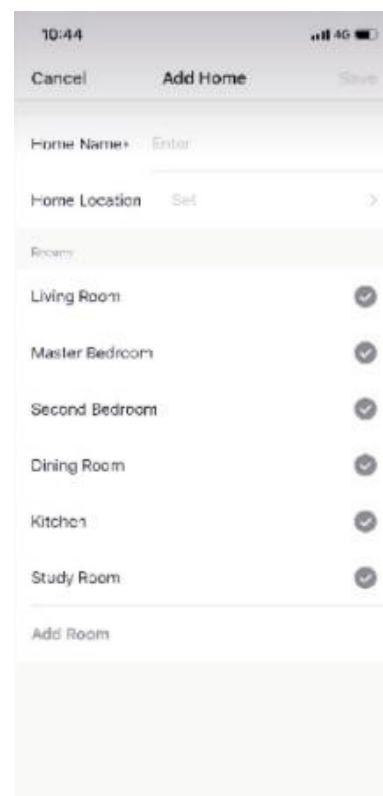 10:44 4G
Cancel Add Home Save
Home Name* Enter
Home Location Set
Rooms
Living Room
Master Bedroom
Second Bedroom
Dining Room
Kitchen
Study Room
Add Room